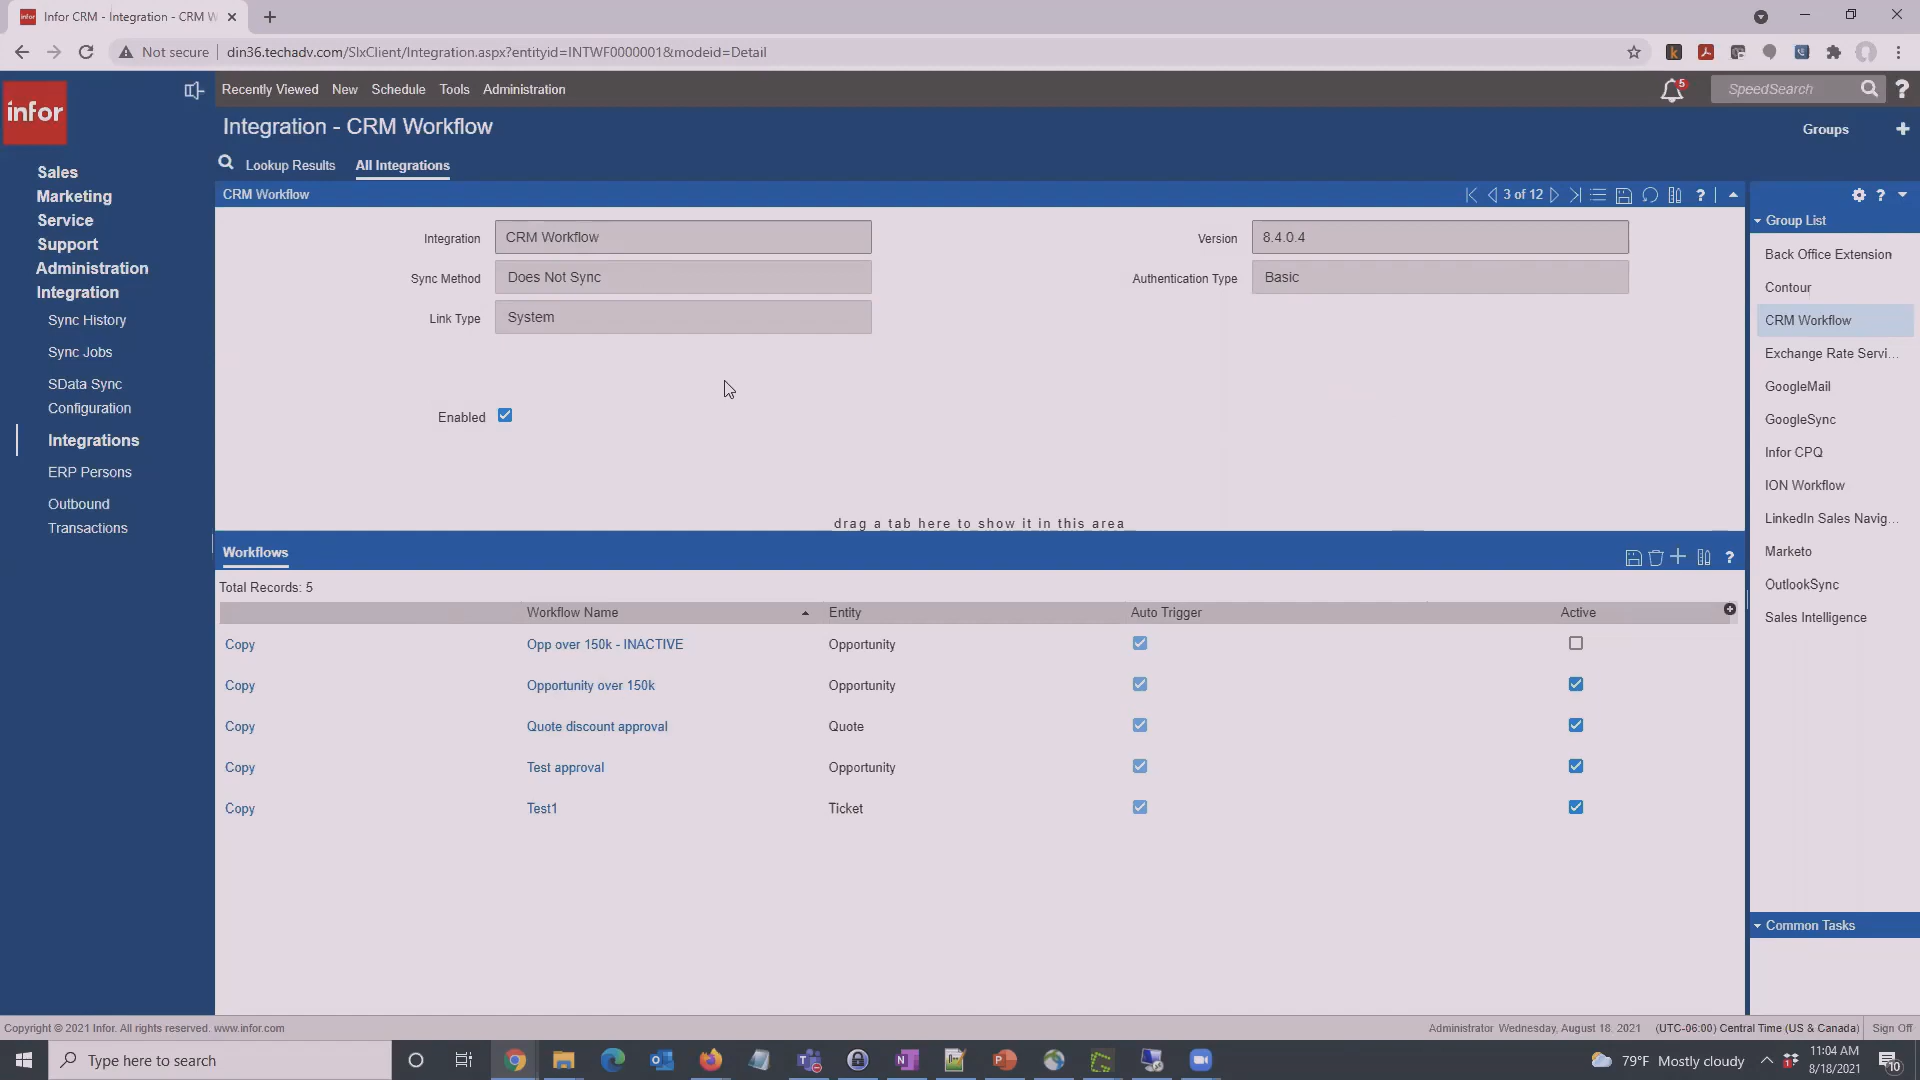 Infor CRM - Integration - CRM W
Not secure
din36.techadv.com/SlxClient/Integration.aspx?entityid=INTWF0000001&modeid=Detail
infor
Recently Viewed New Schedule Tools Administration
5
SpeedSearch
?
Integration - CRM Workflow
Groups
Lookup Results All Integrations
Sales
Marketing
Service
Support
Administration
Integration
Sync History
Sync Jobs
SData Sync
Configuration
Integrations
ERP Persons
Outbound
Transactions
CRM Workflow
3 of 12
?
Integration CRM Workflow
Version 8.4.0.4
Sync Method Does Not Sync
Authentication Type Basic
Link Type System
Enabled
drag a tab here to show it in this area
Workflows
?
Total Records: 5
Workflow Name Entity Auto Trigger Active
Copy Opp over 150k - INACTIVE Opportunity
Copy Opportunity over 150k Opportunity
Copy Quote discount approval Quote
Copy Test approval Opportunity
Copy Test1 Ticket
?
Group List
Back Office Extension
Contour
CRM Workflow
Exchange Rate Servi...
GoogleMail
GoogleSync
Infor CPQ
ION Workflow
LinkedIn Sales Navig...
Marketo
OutlookSync
Sales Intelligence
Common Tasks
Copyright © 2021 Infor. All rights reserved. www.infor.com
Administrator Wednesday, August 18, 2021 (UTC-06:00) Central Time (US & Canada) Sign Off
Type here to search
79°F Mostly cloudy
11:04 AM
8/18/2021
10